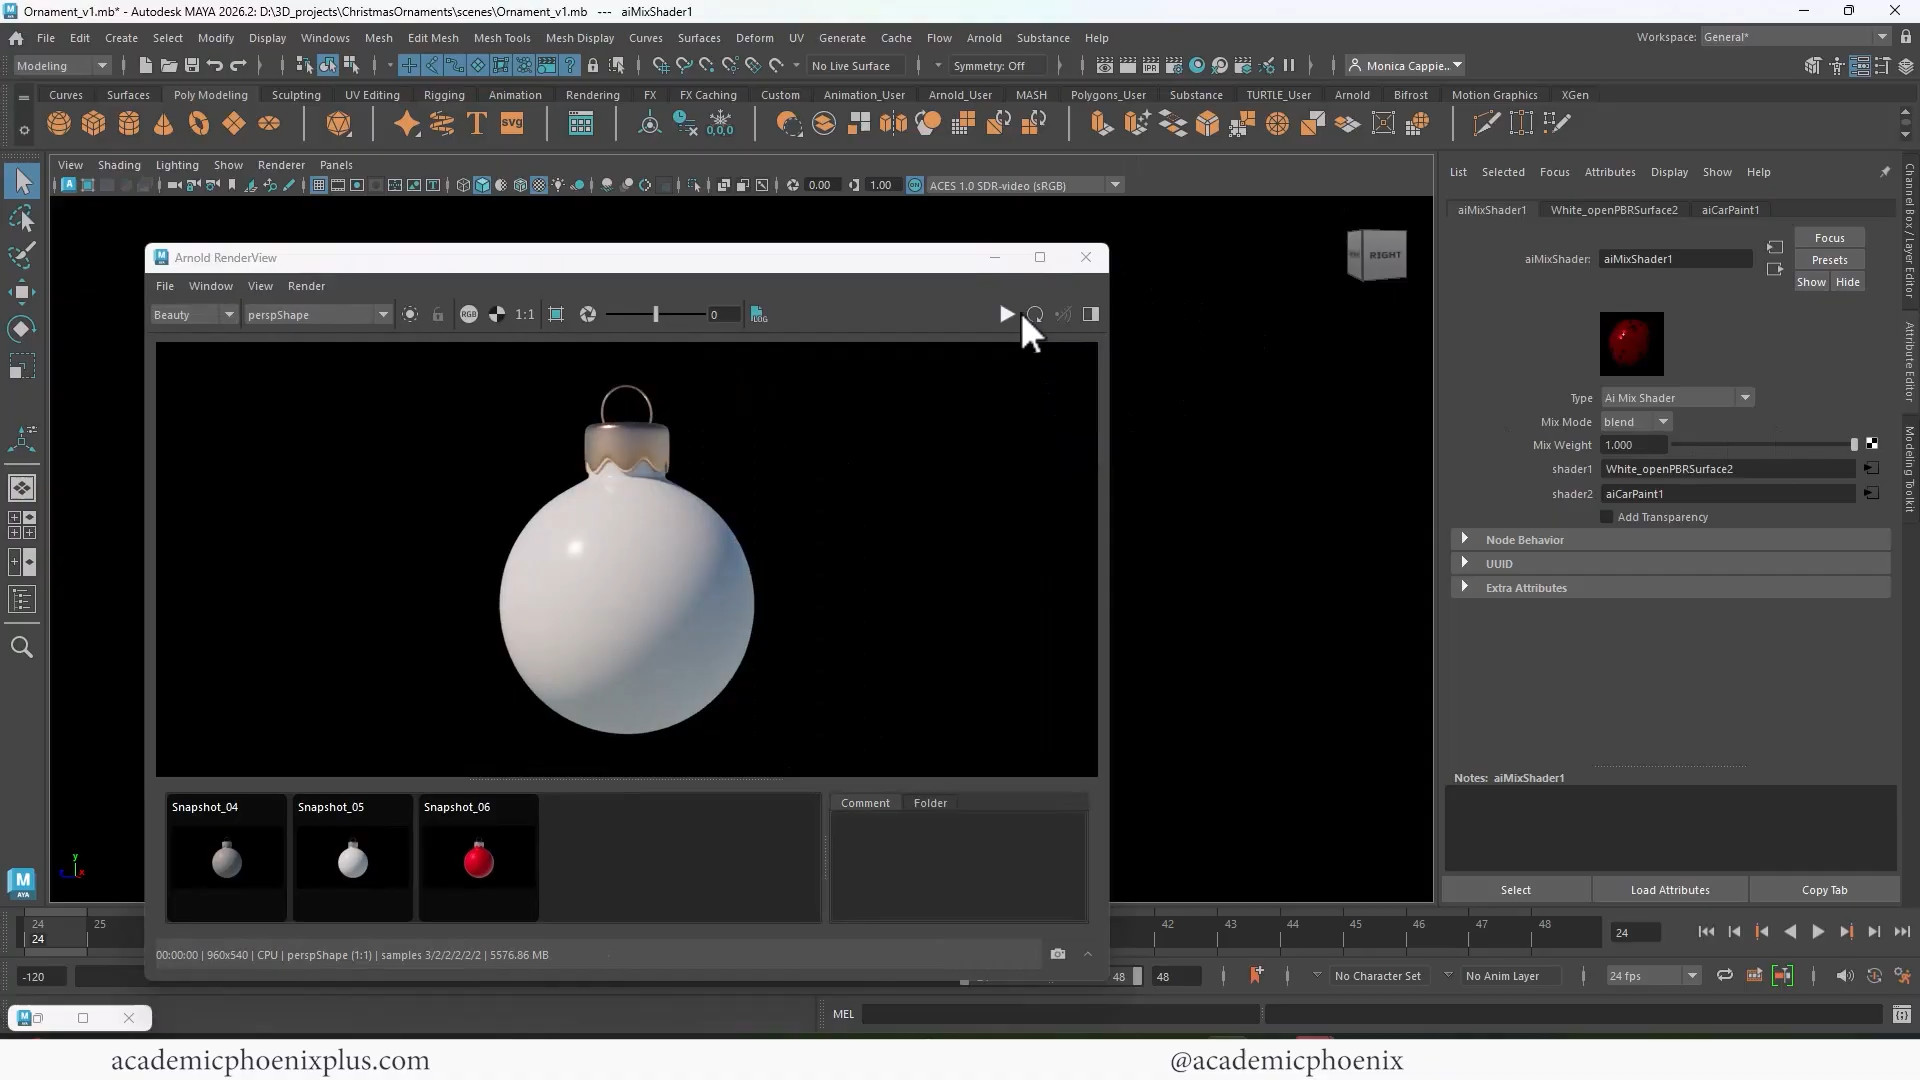 Ornament_v1.mb* - Autodesk MAYA 2026.2: D:\3D_projects\ChristmasOrnaments\scenes\Ornament_v1.mb   ---   aiMixShader1
File Edit Create Select Modify Display Windows Mesh Edit Mesh Mesh Tools Mesh Display Curves Surfaces Deform UV Generate Cache Flow Arnold Substance Help
Workspace: General*
Modeling
No Live Surface
Symmetry: Off
Monica Cappie..
Curves Surfaces Poly Modeling Sculpting UV Editing Rigging Animation Rendering FX FX Caching Custom Animation_User Arnold_User MASH Polygons_User Substance TURTLE_User Arnold Bifrost Motion Graphics XGen
View Shading Lighting Show Renderer Panels
0.00
1.00
ACES 1.0 SDR-video (sRGB)
RIGHT
Arnold RenderView
File Window View Render
Beauty
perspShape
RGB
1:1
0
LOG
Snapshot_04
Snapshot_05
Snapshot_06
Comment
Folder
00:00:00 | 960x540 | CPU | perspShape (1:1) | samples 3/2/2/2/2/2 | 5576.86 MB
List Selected Focus Attributes Display Show Help
aiMixShader1
White_openPBRSurface2
aiCarPaint1
aiMixShader: aiMixShader1
Focus
Presets
Show Hide
Type Ai Mix Shader
Mix Mode blend
Mix Weight 1.000
shader1 White_openPBRSurface2
shader2 aiCarPaint1
Add Transparency
Node Behavior
UUID
Extra Attributes
Notes: aiMixShader1
Select
Load Attributes
Copy Tab
Channel Box / Layer Editor
Attribute Editor
Modeling Toolkit
24
24
25
42 43 44 45 46 47 48
24
-120
48
48
No Character Set
No Anim Layer
24 fps
MEL
academicphoenixplus.com
@academicphoenix